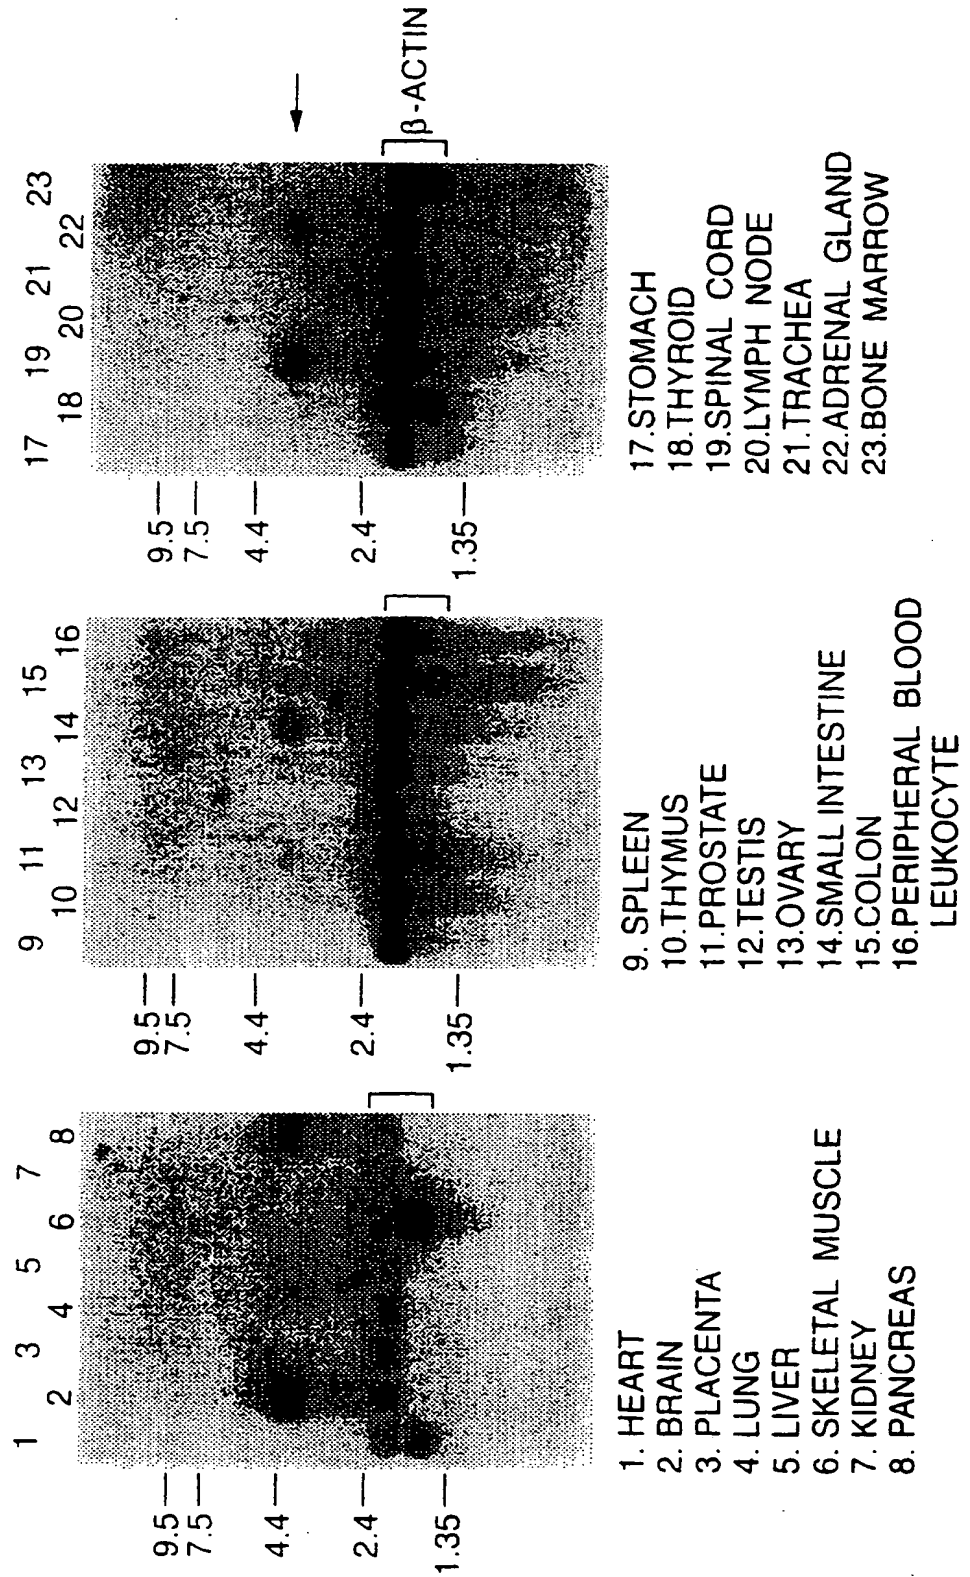 1 2 3 4 5 6 7 8
9.5
7.5
4.4
2.4
1.35
1. HEART
2. BRAIN
3. PLACENTA
4. LUNG
5. LIVER
6. SKELETAL MUSCLE
7. KIDNEY
8. PANCREAS
9 10 11 12 13 14 15 16
9.5
7.5
4.4
2.4
1.35
9. SPLEEN
10.THYMUS
11.PROSTATE
12.TESTIS
13.OVARY
14.SMALL INTESTINE
15.COLON
16.PERIPHERAL BLOOD
LEUKOCYTE
17 18 19 20 21 22 23
9.5
7.5
4.4
2.4
1.35
β-ACTIN
17.STOMACH
18.THYROID
19.SPINAL CORD
20.LYMPH NODE
21.TRACHEA
22.ADRENAL GLAND
23.BONE MARROW